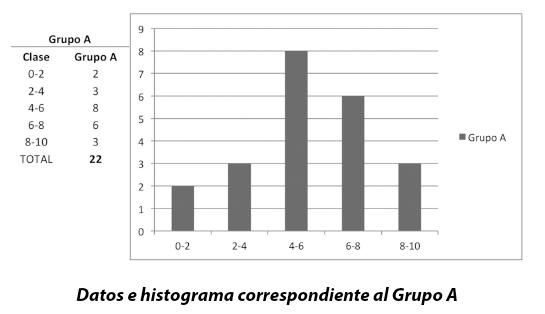 Grupo A
Clase Grupo A
0-2 2
2-4 3
4-6 8
6-8 6
8-10 3
TOTAL 22
9
8
7
6
5
4
3
2
1
0
0-2 2-4 4-6 6-8 8-10
Grupo A
Datos e histograma correspondiente al Grupo A